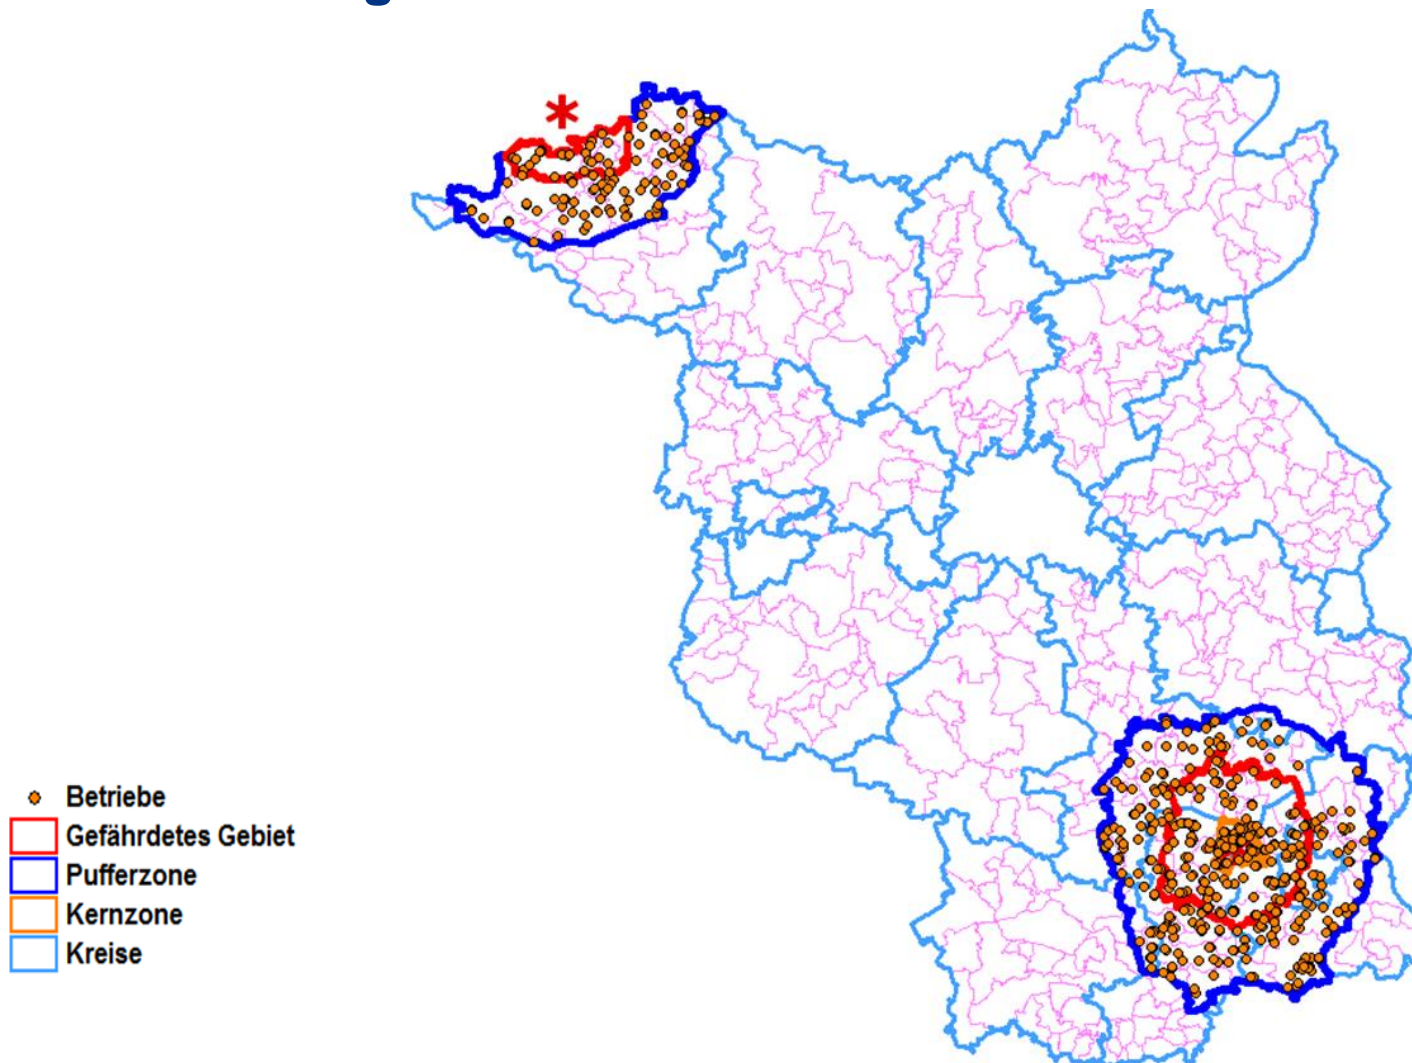 *
Betriebe
Gefährdetes Gebiet
Pufferzone
Kernzone
Kreise